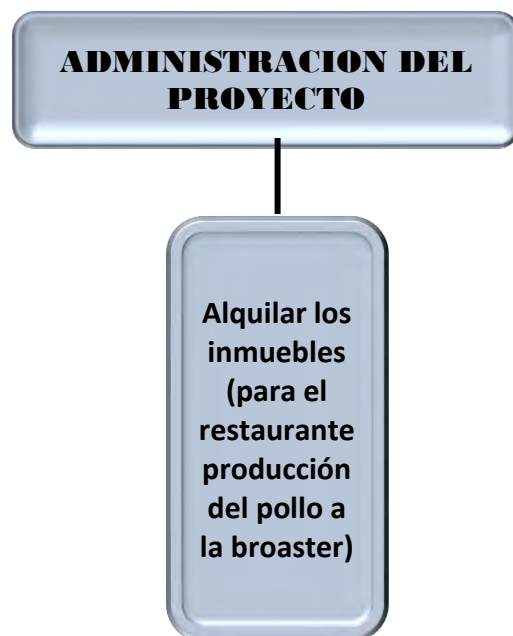 ADMINISTRACION DEL
PROYECTO
Alquilar los
inmuebles
(para el
restaurante
producción
del pollo a
la broaster)